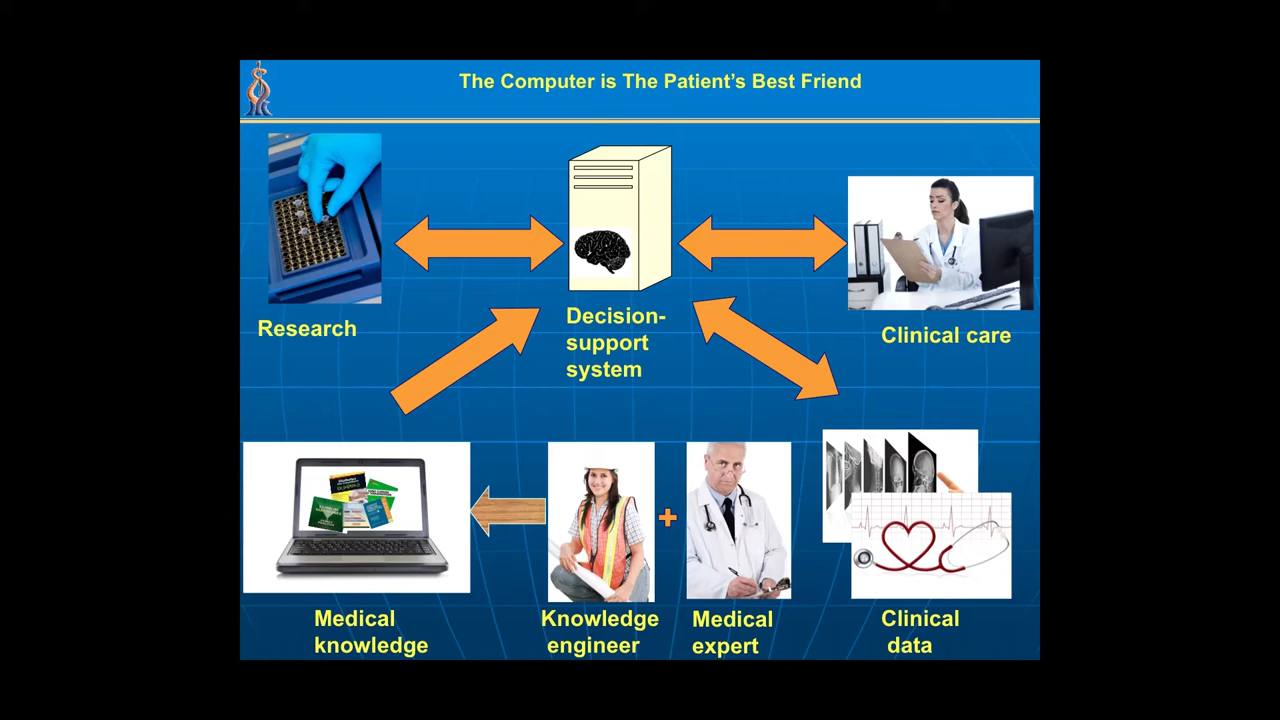 The Computer is The Patient's Best Friend
Research
Decision-
support
system
Clinical care
Medical
knowledge
Knowledge
engineer
+
Medical
expert
Clinical
data